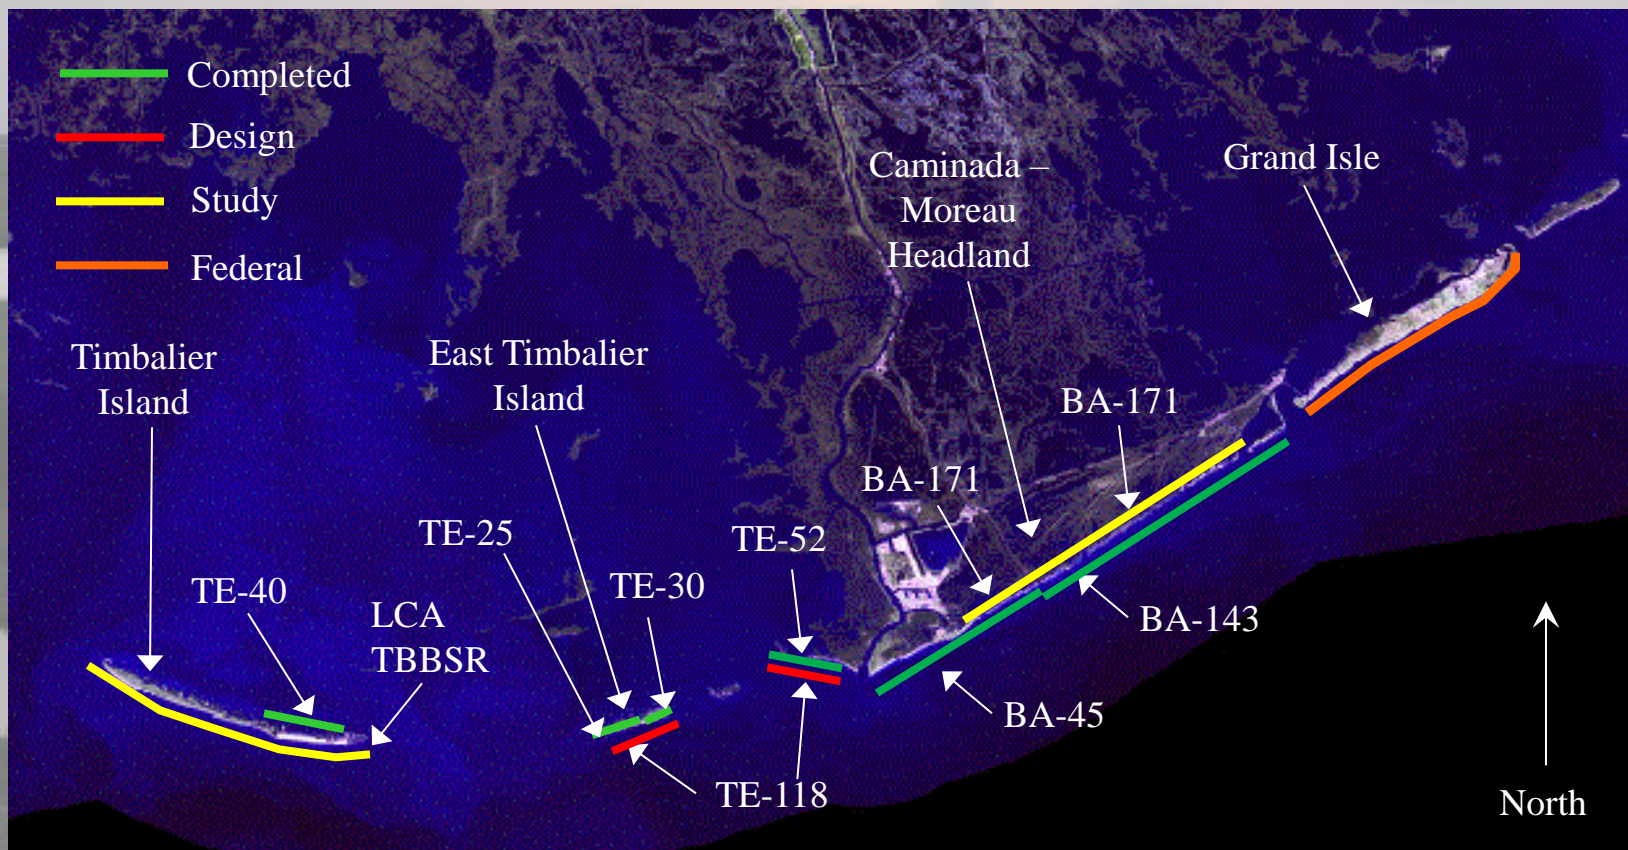 Completed
Design
Study
Federal
Caminada –
Moreau
Headland
Grand Isle
Timbalier
Island
East Timbalier
Island
BA-171
BA-171
TE-25
TE-52
TE-40
TE-30
LCA
TBBSR
BA-143
BA-45
TE-118
North